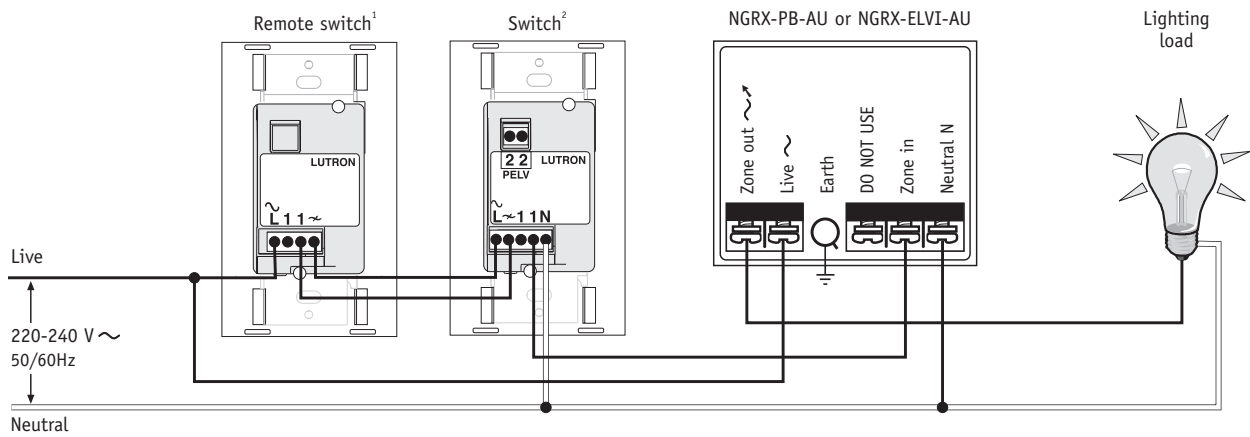 Remote switch¹
Switch²
NGRX-PB-AU or NGRX-ELVI-AU
Lighting
load
LUTRON
L 1 1
2 2
PELV
LUTRON
L 1 1 N
Zone out
Live
Earth
DO NOT USE
Zone in
Neutral N
Live
220-240 V ~
50/60Hz
Neutral